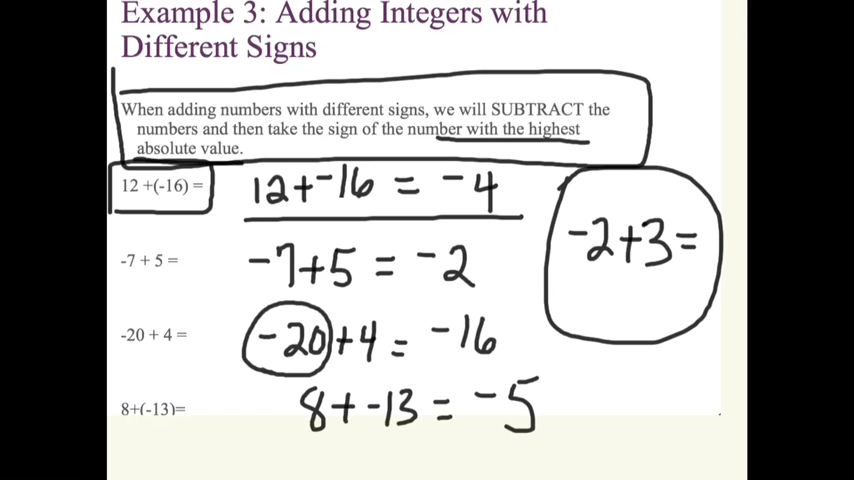 Example 3: Adding Integers with
Different Signs
When adding numbers with different signs, we will SUBTRACT the
numbers and then take the sign of the number with the highest
absolute value.
12 +(-16) =
12+-16 = -4
-2+3=
-7 + 5 =
-7+5 = -2
-20 + 4 =
-20+4 = -16
8+(-13)=
8+-13 = -5